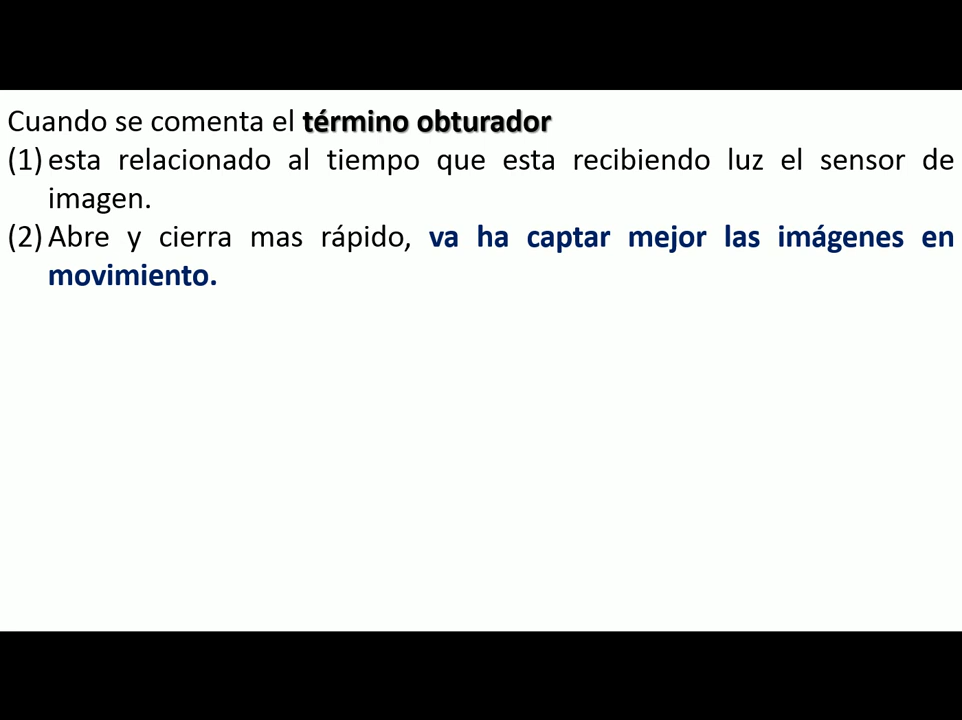 Cuando se comenta el término obturador
(1) esta relacionado al tiempo que esta recibiendo luz el sensor de
imagen.
(2) Abre y cierra mas rápido, va ha captar mejor las imágenes en
movimiento.